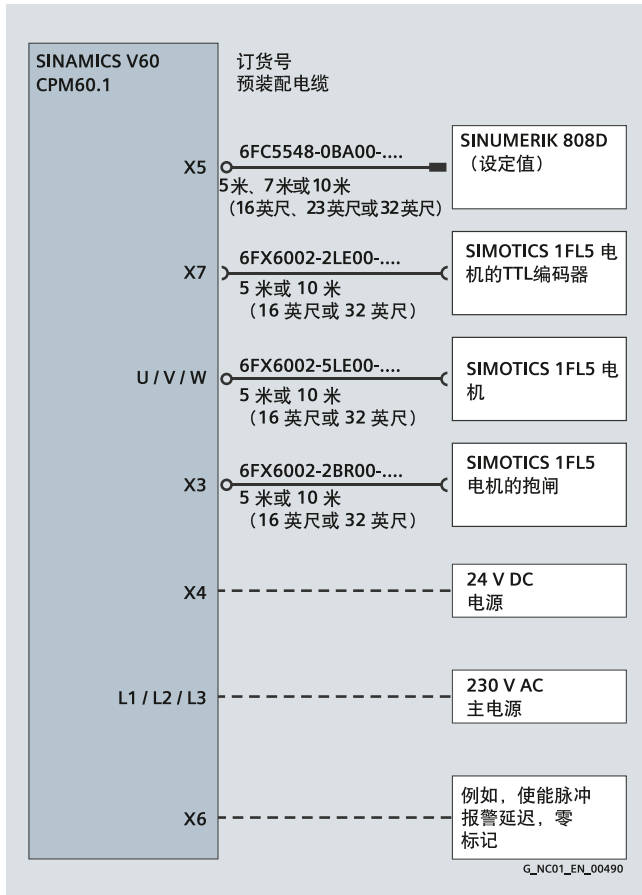 SINAMICS V60
CPM60.1
订货号
预装配电缆
X5
6FC5548-0BA00-....
5米、7米或10米
（16英尺、23英尺或32英尺）
SINUMERIK 808D
（设定值）
X7
6FX6002-2LE00-....
5 米或 10 米
（16 英尺或 32 英尺）
SIMOTICS 1FL5 电
机的TTL编码器
U / V / W
6FX6002-5LE00-....
5 米或 10 米
（16 英尺或 32 英尺）
SIMOTICS 1FL5 电
机
X3
6FX6002-2BR00-....
5 米或 10 米
（16 英尺或 32 英尺）
SIMOTICS 1FL5
电机的抱闸
X4
24 V DC
电源
L1 / L2 / L3
230 V AC
主电源
X6
例如，使能脉冲
报警延迟，零
标记
G_NC01_EN_00490